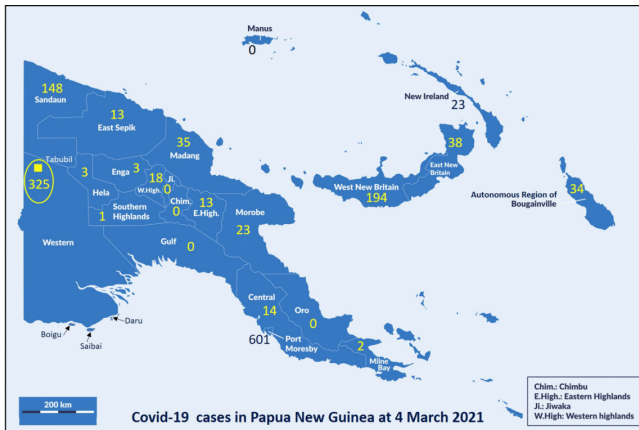 Manus
0
148
Sandaun
13
East Sepik
New Ireland
23
35
Madang
38
East New
Britain
Tabubil
325
3
Enga
3
18
Ji.
0
W.High.
Hela
Southern
Highlands
1
Chim.
0
13
E.High.
Morobe
23
West New Britain
194
34
Autonomous Region of
Bougainville
Western
Gulf
0
Central
14
Oro
0
601
Port
Moresby
2
Milne
Bay
Daru
Boigu
Saibai
Chim.: Chimbu
E.High.: Eastern Highlands
Ji.: Jiwaka
W.High: Western highlands
200 km
Covid-19 cases in Papua New Guinea at 4 March 2021